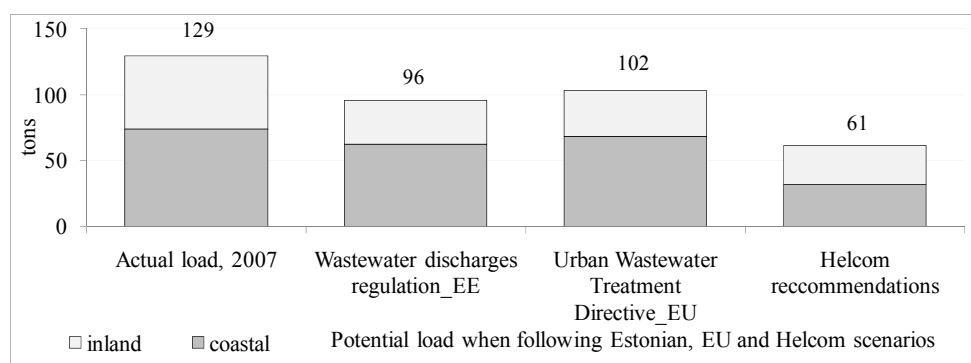 150
129
96
102
61
100
50
0
tons
Actual load, 2007
Wastewater discharges
regulation_EE
Urban Wastewater
Treatment
Directive_EU
Helcom
reccommendations
inland
coastal
Potential load when following Estonian, EU and Helcom scenarios